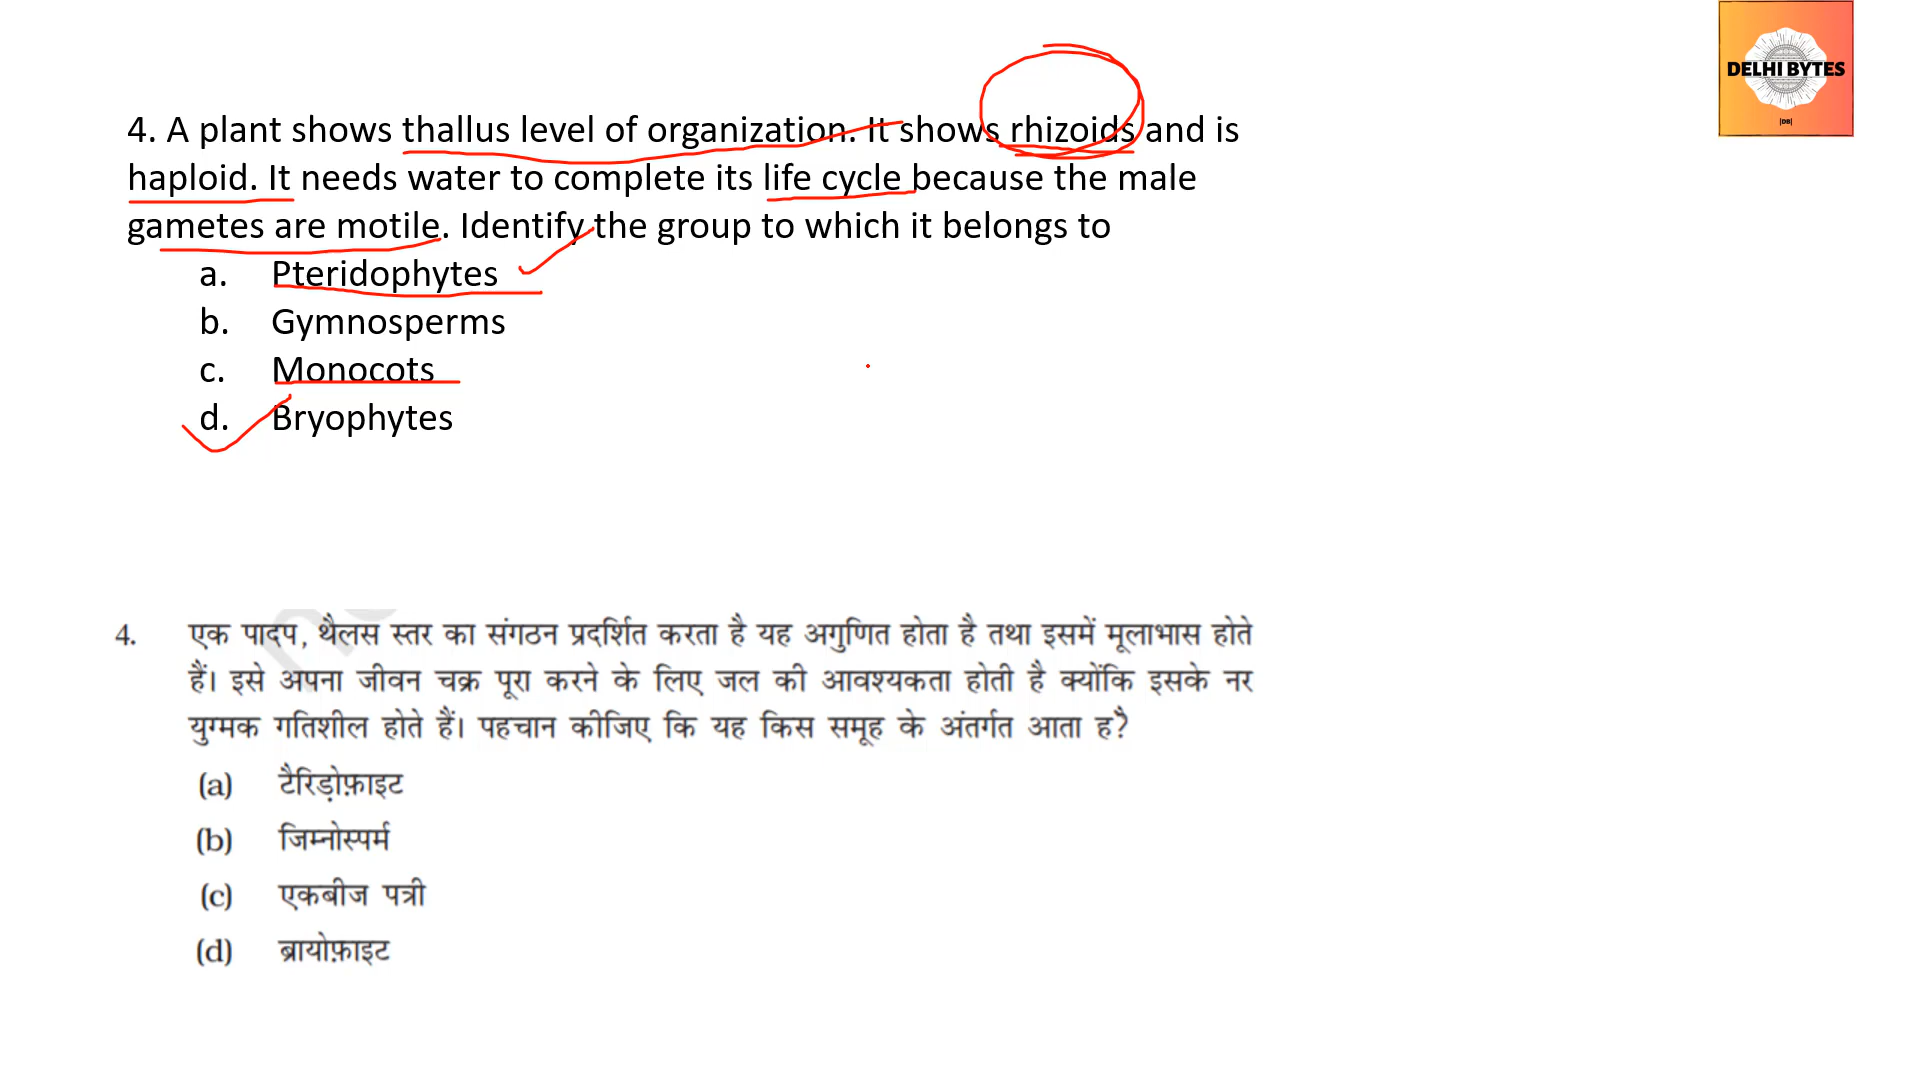 DELHI BYTES
|DB|
4. A plant shows thallus level of organization. It shows rhizoids and is
haploid. It needs water to complete its life cycle because the male
gametes are motile. Identify the group to which it belongs to
a. Pteridophytes
b. Gymnosperms
c. Monocots
d. Bryophytes
4. एक पादप, थैलस स्तर का संगठन प्रदर्शित करता है यह अगुणित होता है तथा इसमें मूलाभास होते
हैं। इसे अपना जीवन चक्र पूरा करने के लिए जल की आवश्यकता होती है क्योंकि इसके नर
युग्मक गतिशील होते हैं। पहचान कीजिए कि यह किस समूह के अंतर्गत आता ह?
(a) टैरिड़ोफ़ाइट
(b) जिम्नोस्पर्म
(c) एकबीज पत्री
(d) ब्रायोफ़ाइट